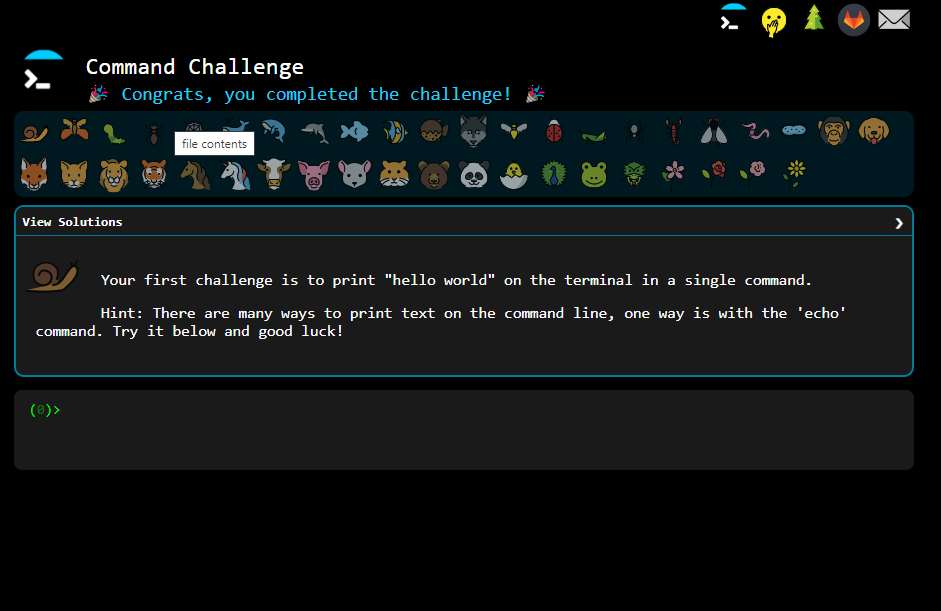 Command Challenge
Congrats, you completed the challenge!
file contents
View Solutions
Your first challenge is to print "hello world" on the terminal in a single command.
Hint: There are many ways to print text on the command line, one way is with the 'echo'
command. Try it below and good luck!
(0)>